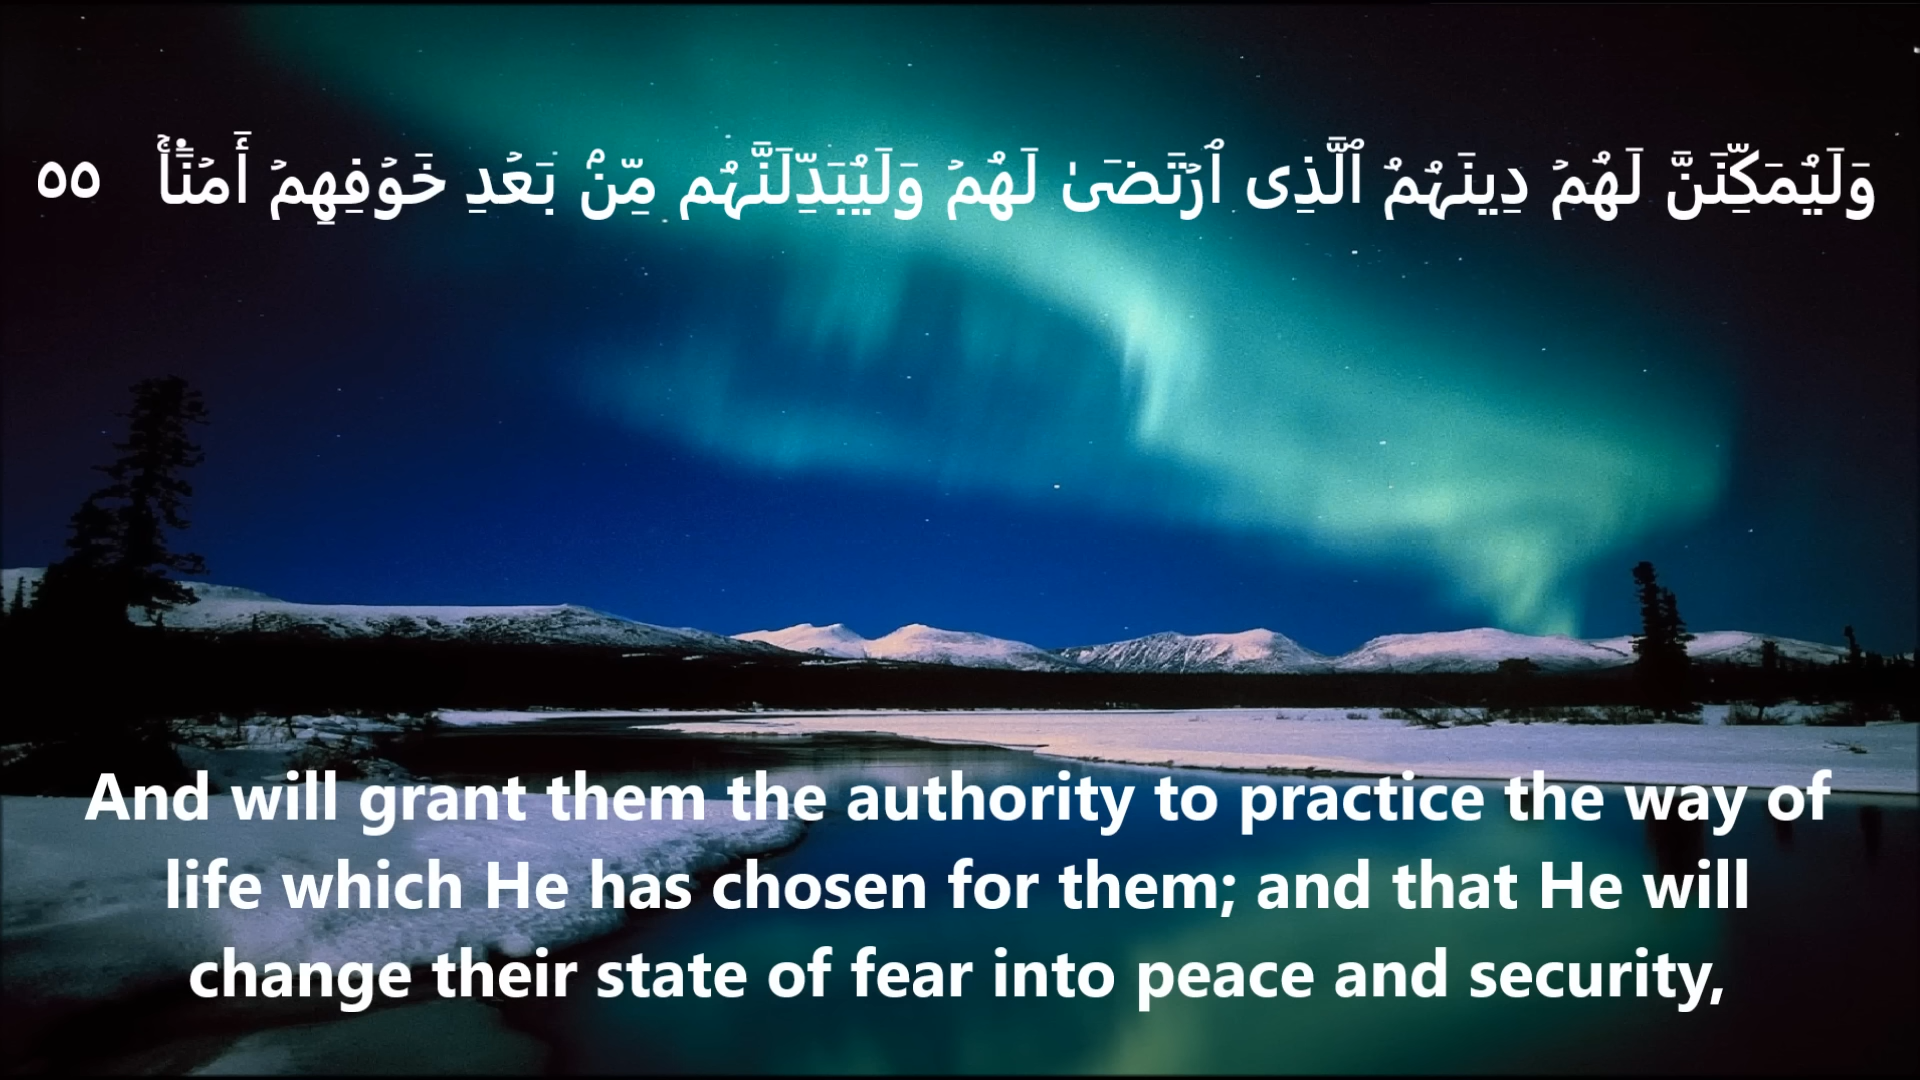 وَلَيُمَكِّنَنَّ لَهُمۡ دِينَهُمُ ٱلَّذِى ٱرۡتَضَىٰ لَهُمۡ وَلَيُبَدِّلَنَّهُم مِّنۢ بَعۡدِ خَوۡفِهِمۡ أَمۡنًۭاۚ ٥٥
And will grant them the authority to practice the way of
life which He has chosen for them; and that He will
change their state of fear into peace and security,